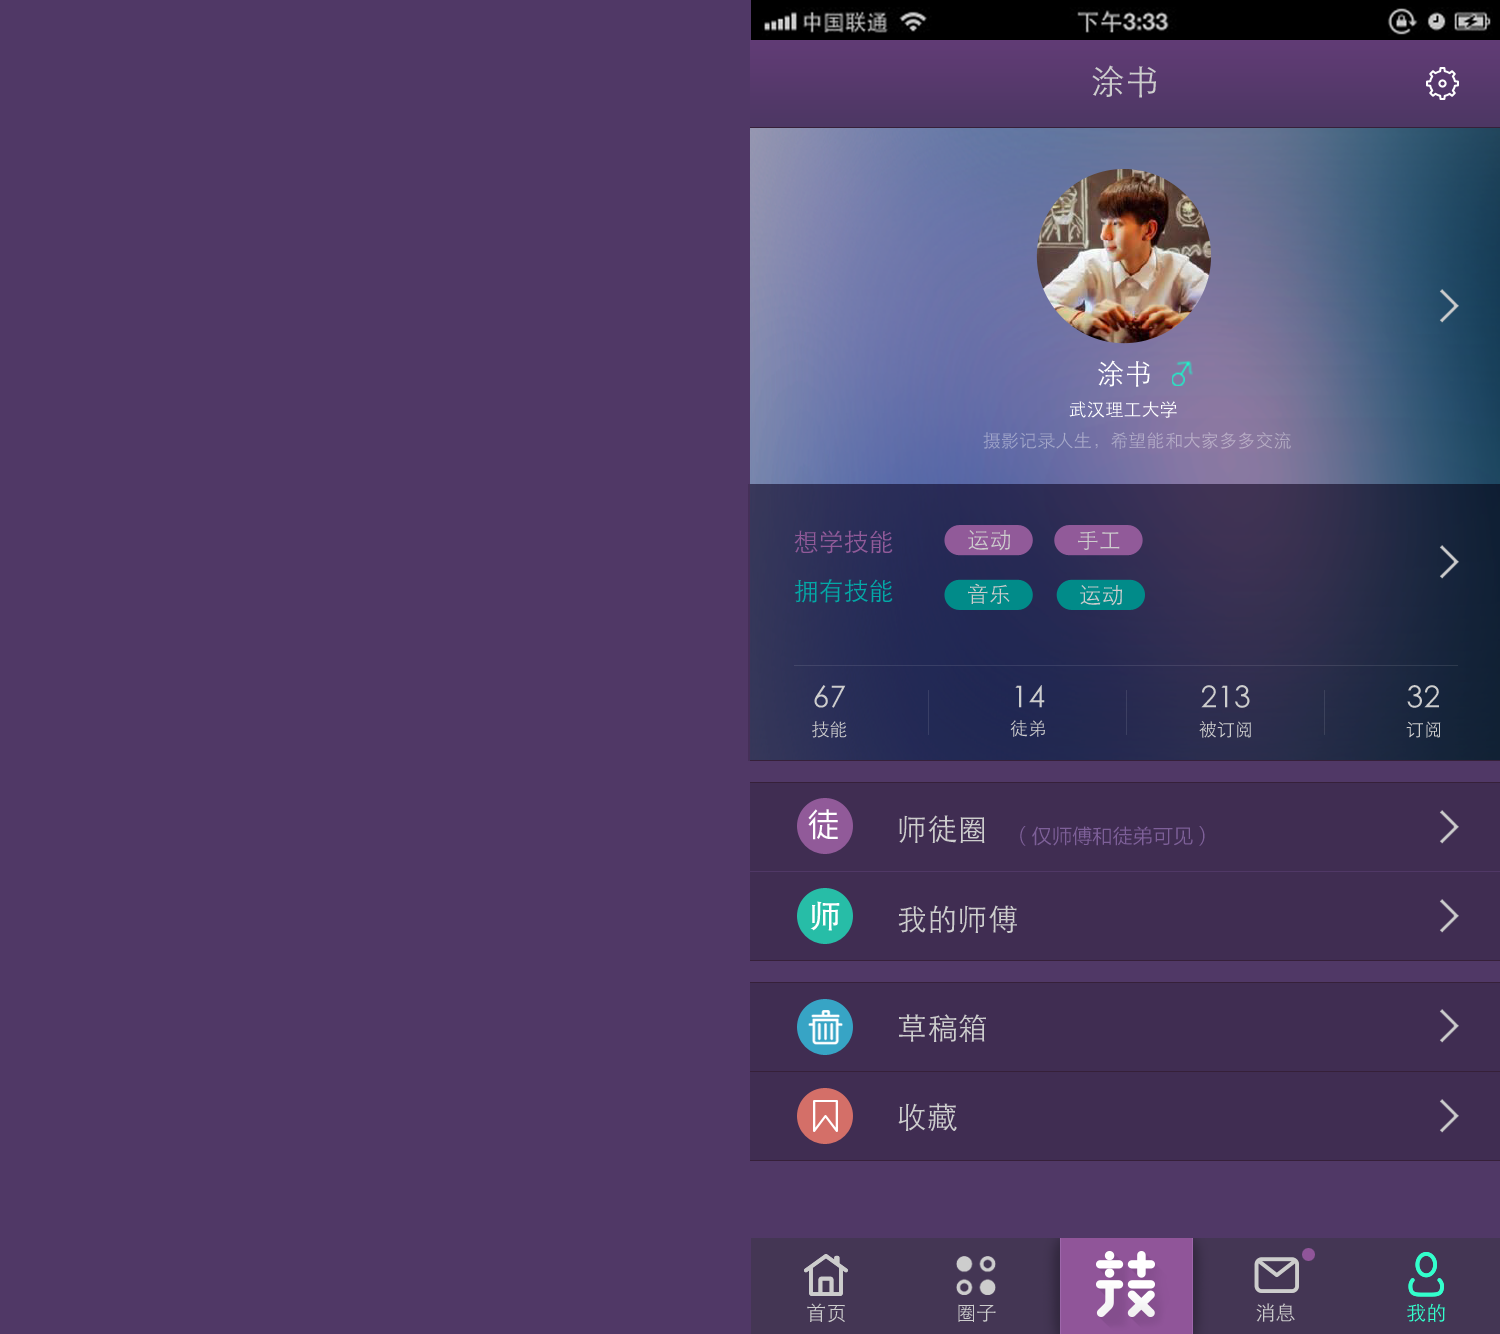 中国联通 下午3:33
涂书
涂书
武汉理工大学
摄影记录人生，希望能和大家多多交流
想学技能 运动 手工
拥有技能 音乐 运动
67 14 213 32
技能 徒弟 被订阅 订阅
徒 师徒圈 （仅师傅和徒弟可见）
师 我的师傅
草稿箱
收藏
技
首页 圈子 消息 我的